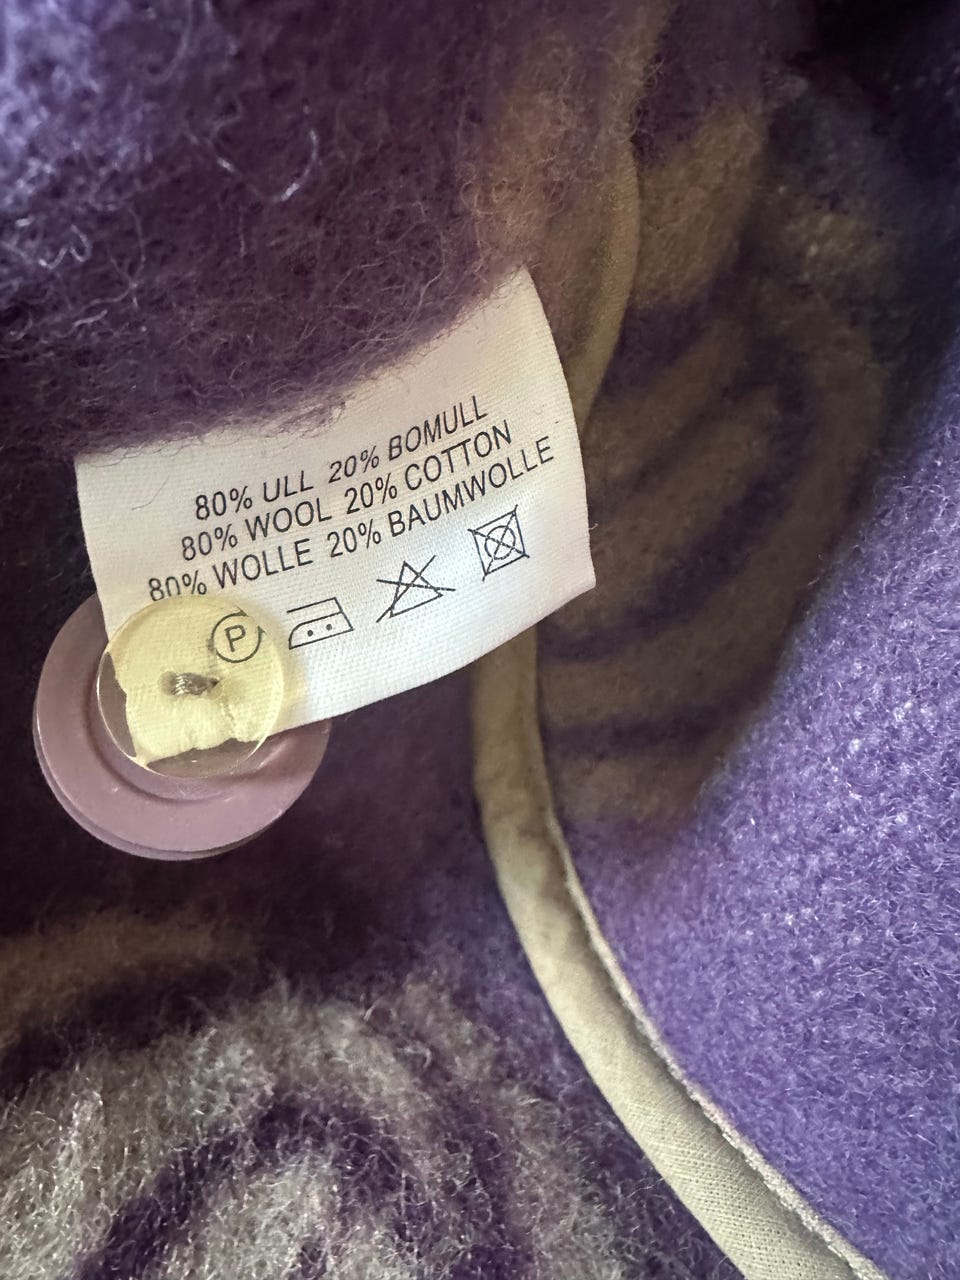 80% ULL 20% BOMULL
80% WOOL 20% COTTON
80% WOLLE 20% BAUMWOLLE
P